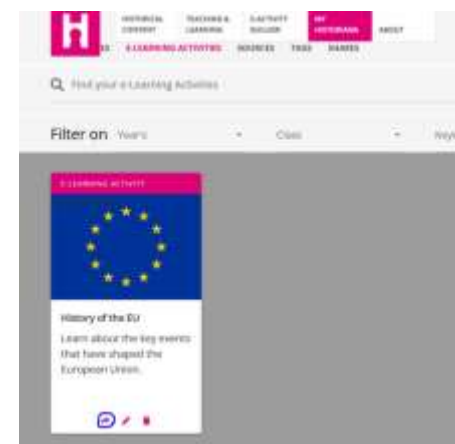 H
HISTORICAL CONTENT
TEACHING & LEARNING
E-ACTIVITY BUILDER
MY HISTORIANA
ABOUT
E-LEARNING ACTIVITIES SOURCES TAGS SHARES
Find your e-Learning Activities
Filter on Years Class
E-LEARNING ACTIVITY
History of the EU
Learn about the key events
that have shaped the
European Union.